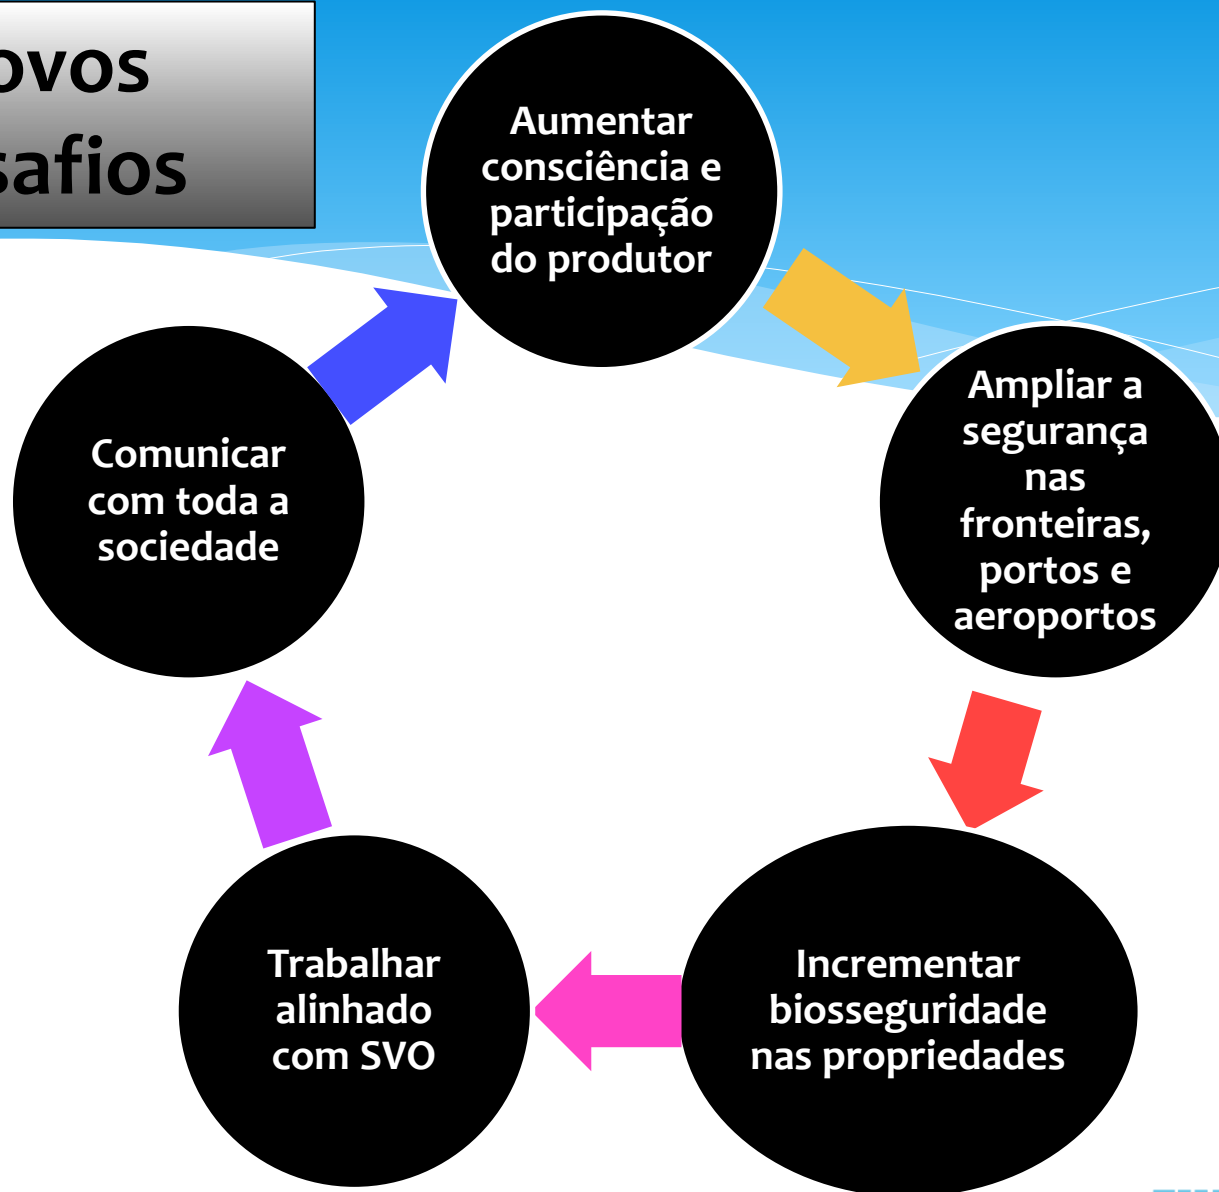 ovos
safios
Aumentar
consciência e
participação
do produtor
Ampliar a
segurança
nas
fronteiras,
portos e
aeroportos
Incrementar
biosseguridade
nas propriedades
Trabalhar
alinhado
com SVO
Comunicar
com toda a
sociedade